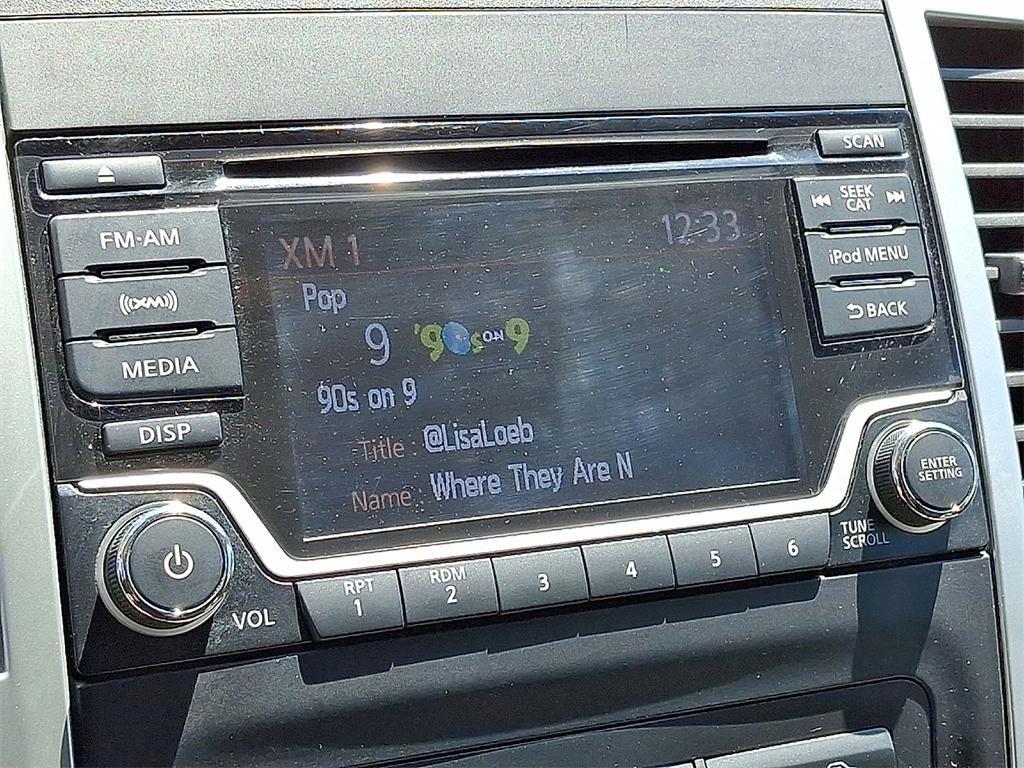 SCAN
FM·AM
((XM))
MEDIA
DISP
SEEK
CAT
iPod MENU
BACK
XM 1
12:33
Pop
9 '90s ON 9
90s on 9
Title @LisaLoeb
Name Where They Are N
ENTER
SETTING
TUNE
SCROLL
VOL
RPT
1
RDM
2
3
4
5
6